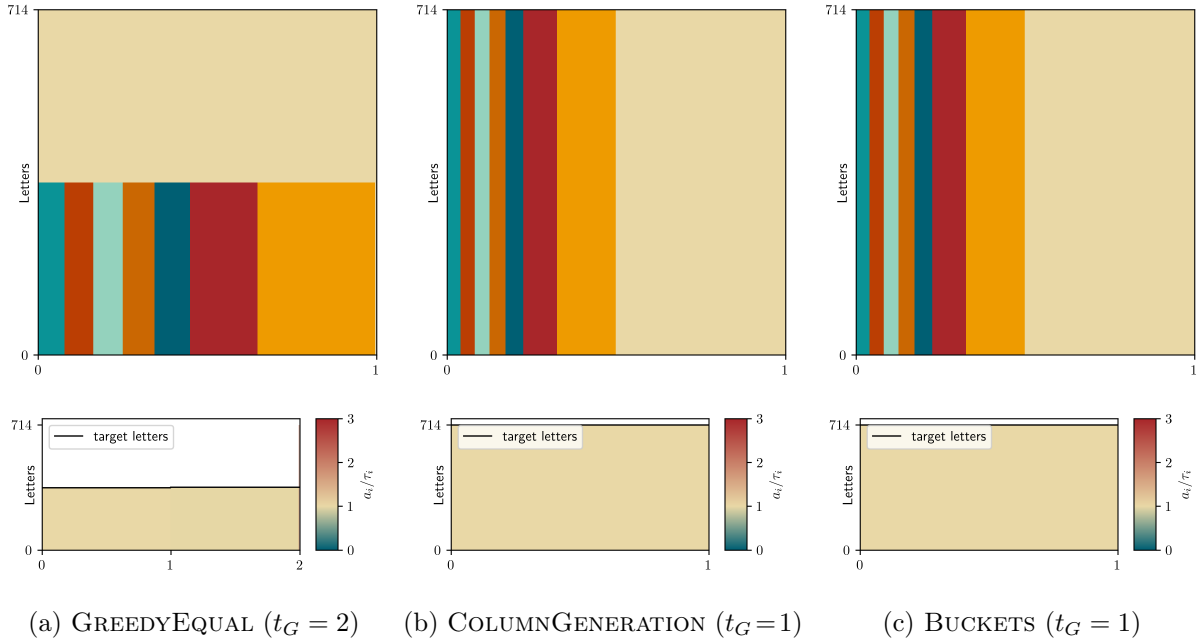 714
Letters
0
0
1
714
Letters
0
0
1
714
Letters
0
0
1
714
Letters
0
target letters
0
1
2
3
2
1
0
a_i/τ_i
714
Letters
0
target letters
0
1
3
2
1
0
a_i/τ_i
714
Letters
0
target letters
0
1
3
2
1
0
a_i/τ_i
(a) GREEDYEQUAL (t_G = 2)
(b) COLUMNGENERATION (t_G = 1)
(c) BUCKETS (t_G = 1)